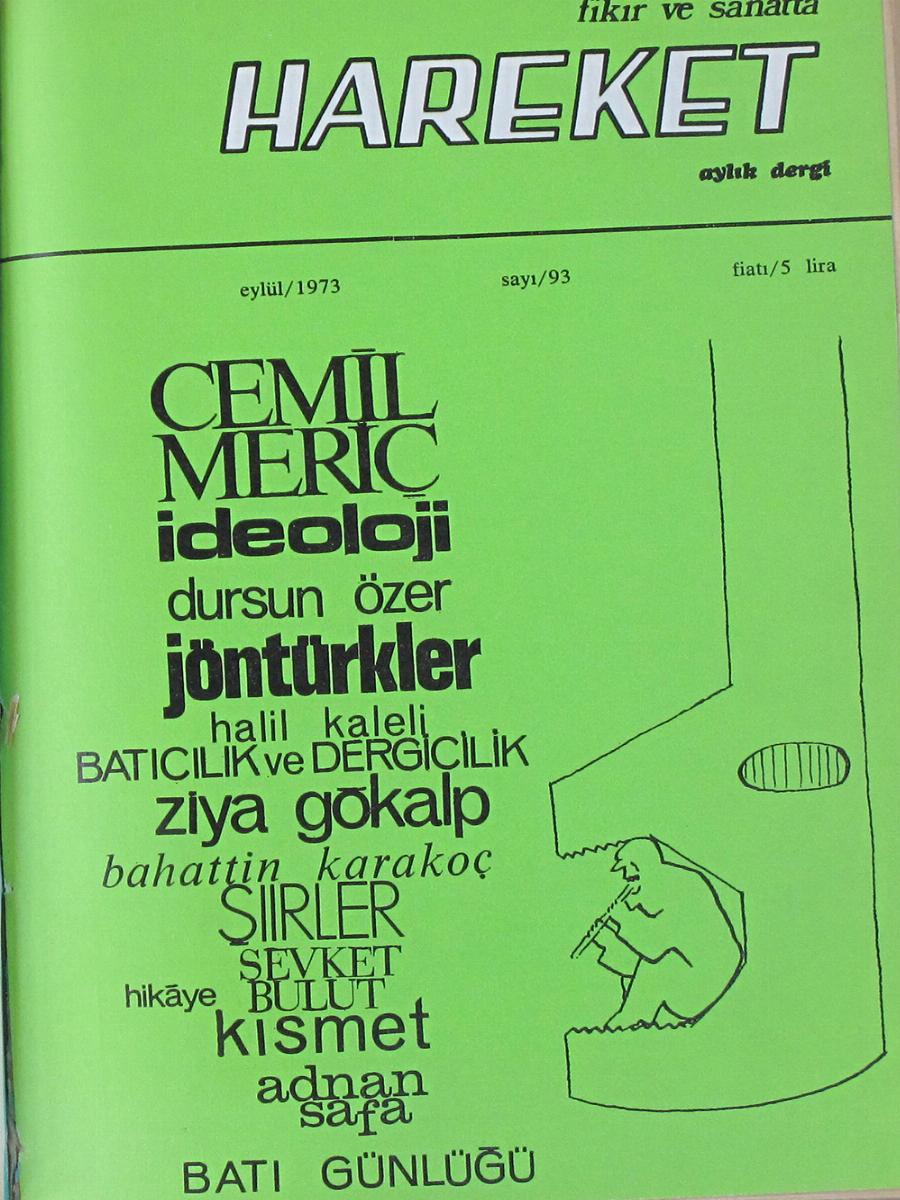 fikir ve sanatta
HAREKET
aylık dergi
eylül/1973 sayı/93 fiatı/5 lira
CEMİL
MERİÇ
ideoloji
dursun özer
jöntürkler
halil kaleli
BATICILIK ve DERGİCİLİK
ziya gökalp
bahattin karakoç
ŞİİRLER
ŞEVKET
hikâye BULUT
kısmet
adnan
safa
BATI GÜNLÜĞÜ